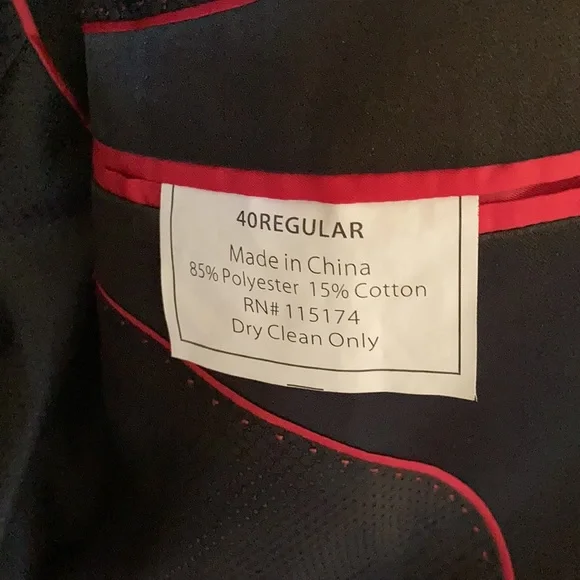 40REGULAR
Made in China
85% Polyester 15% Cotton
RN# 115174
Dry Clean Only